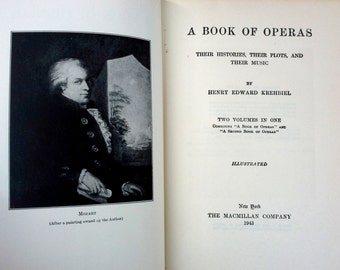 MOZART
(After a painting owned by the Author)
A BOOK OF OPERAS
THEIR HISTORIES, THEIR PLOTS, AND
THEIR MUSIC
BY
HENRY EDWARD KREHBIEL
TWO VOLUMES IN ONE
COMPRISING "A BOOK OF OPERAS" AND
"A SECOND BOOK OF OPERAS"
ILLUSTRATED
New York
THE MACMILLAN COMPANY
1943